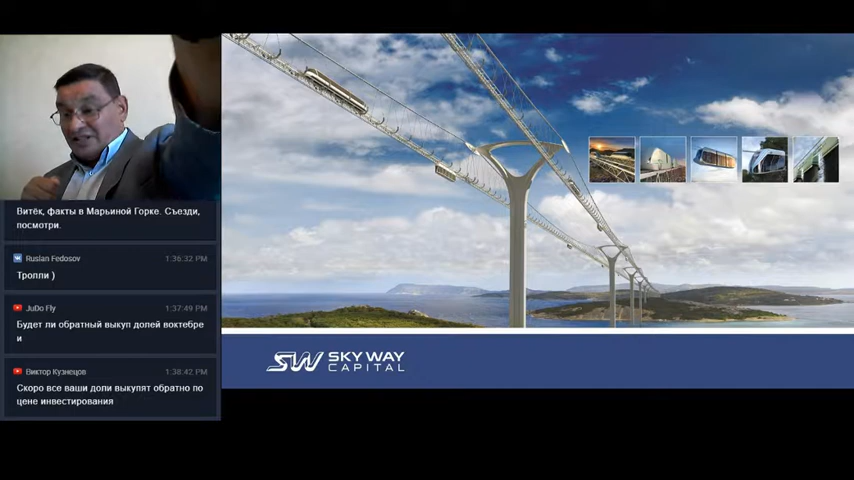 Витёк, факты в Марьиной Горке. Съезди,
посмотри.
Ruslan Fedosov 1:36:32 PM
Тролли )
JuDo Fly 1:37:49 PM
Будет ли обратный выкуп долей воктебре
и
Виктор Кузнецов 1:38:42 PM
Скоро все ваши доли выкупят обратно по
цене инвестирования
SW SKY WAY
CAPITAL